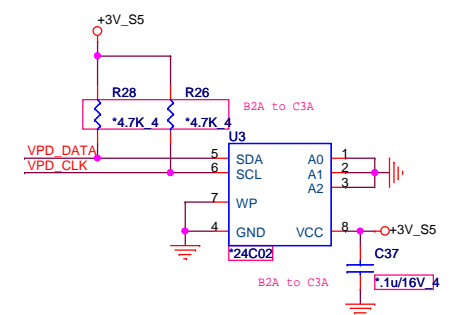 +3V_S5
R28
R26
*4.7K_4
*4.7K_4
B2A to C3A
U3
VPD_DATA
VPD_CLK
5
6
7
4
SDA
SCL
WP
GND
A0
A1
A2
VCC
1
2
3
8
+3V_S5
*24C02
C37
B2A to C3A
*.1u/16V_4